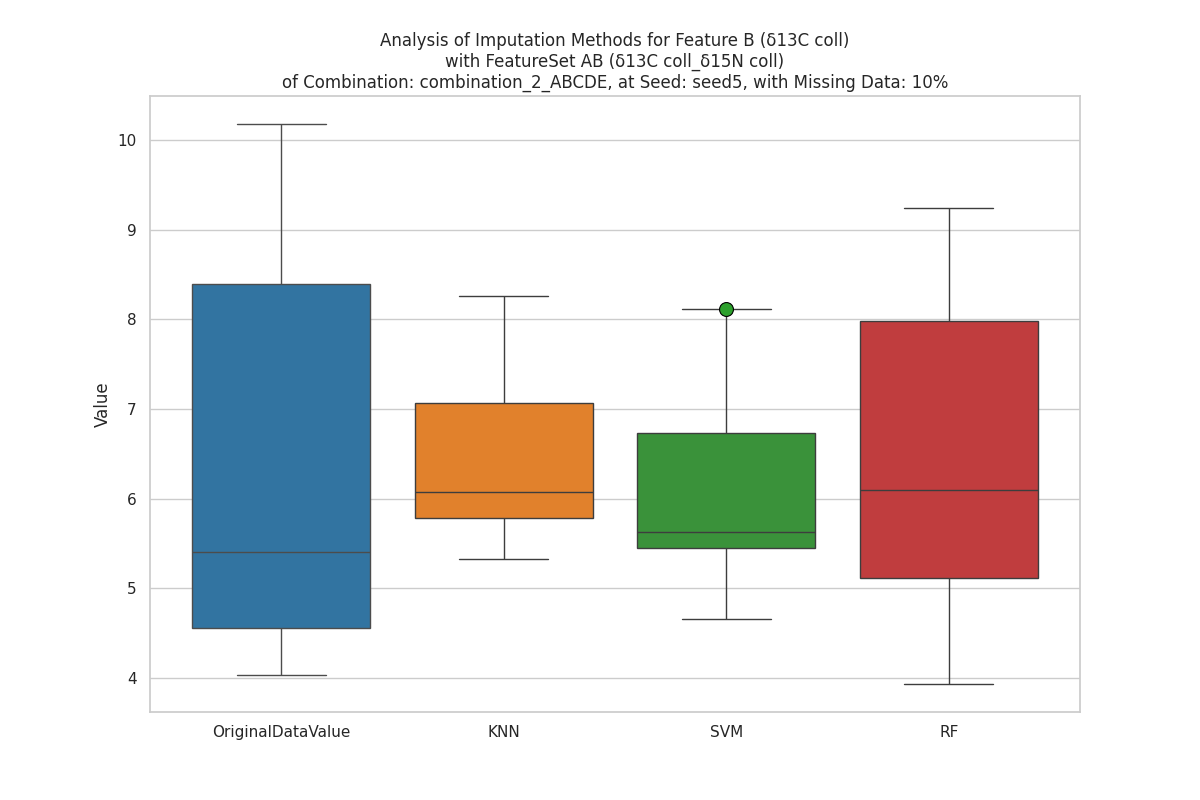 Analysis of Imputation Methods for Feature B (δ13C coll)
with FeatureSet AB (δ13C coll_δ15N coll)
of Combination: combination_2_ABCDE, at Seed: seed5, with Missing Data: 10%
Value
10
9
8
7
6
5
4
OriginalDataValue
KNN
SVM
RF